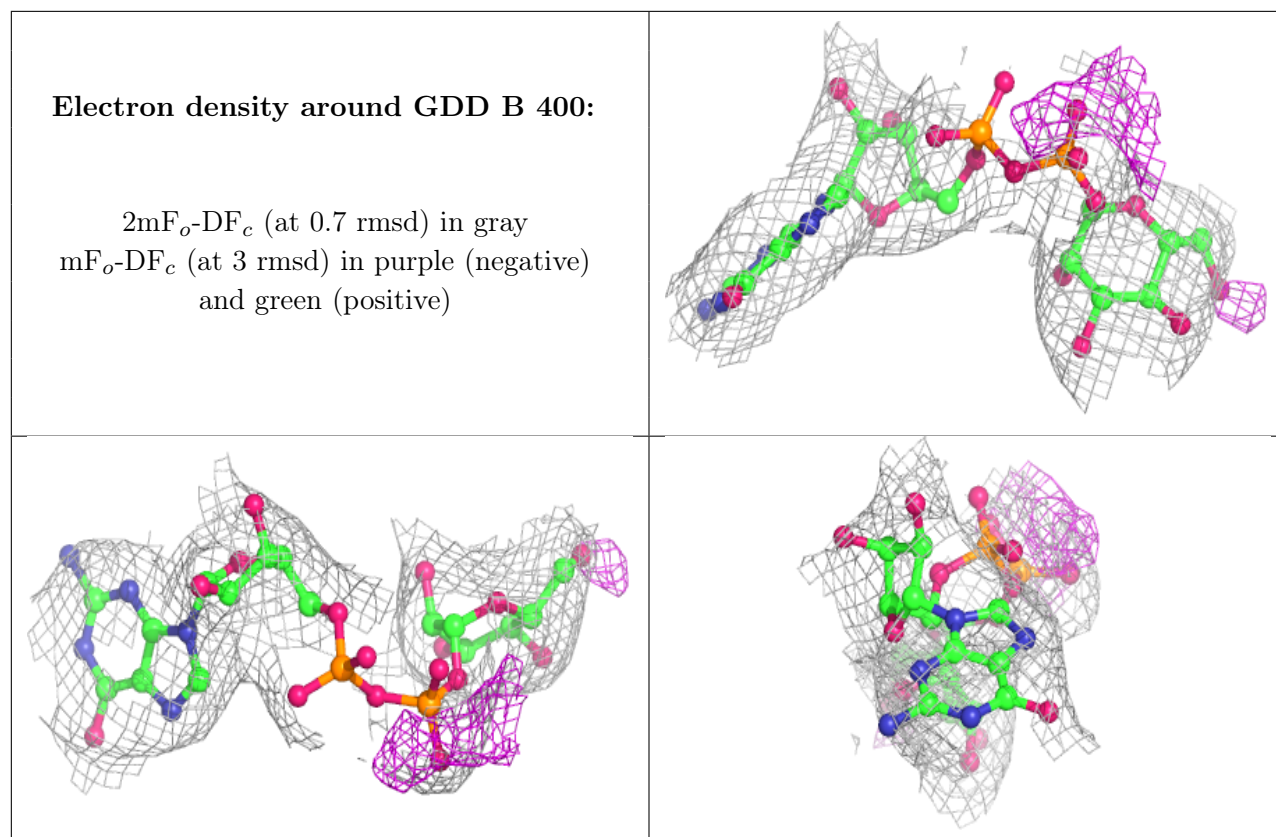 Electron density around GDD B 400:
2mFo-DFc (at 0.7 rmsd) in gray
mFo-DFc (at 3 rmsd) in purple (negative)
and green (positive)